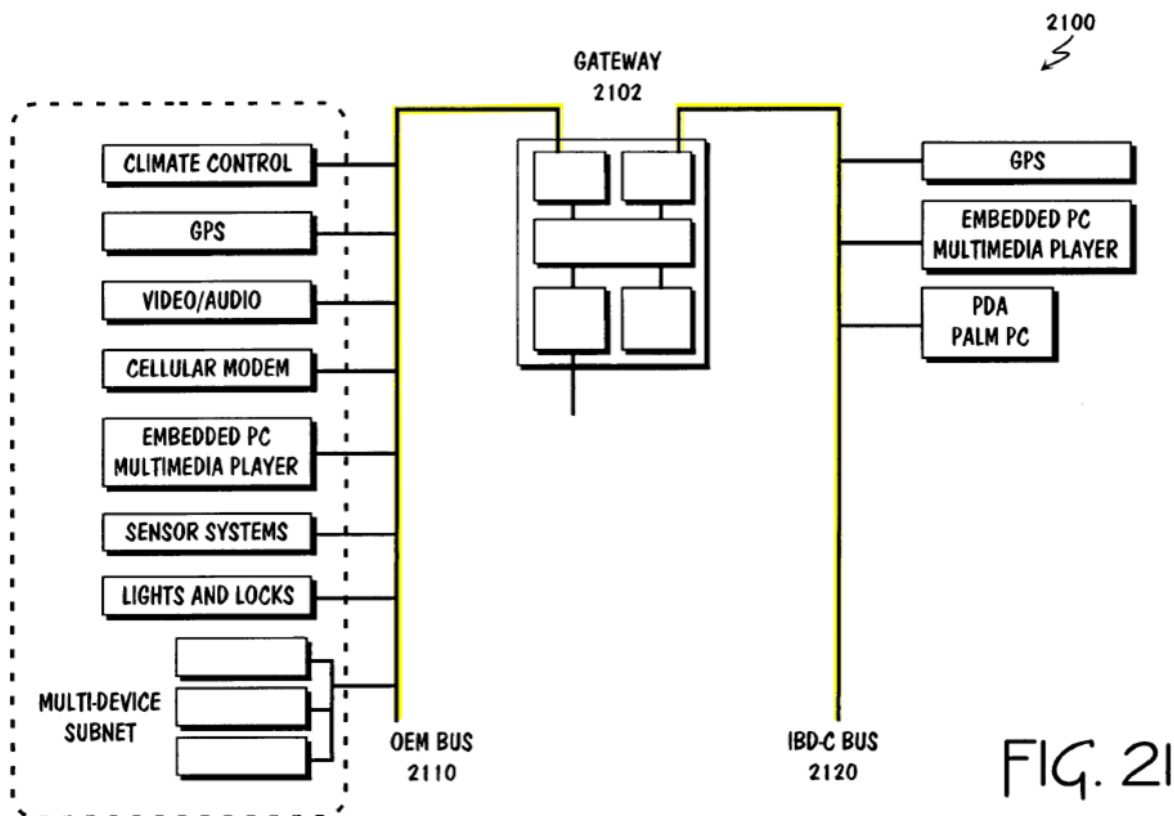 2100
GATEWAY
2102
CLIMATE CONTROL
GPS
VIDEO/AUDIO
CELLULAR MODEM
EMBEDDED PC
MULTIMEDIA PLAYER
SENSOR SYSTEMS
LIGHTS AND LOCKS
MULTI-DEVICE
SUBNET
OEM BUS
2110
GPS
EMBEDDED PC
MULTIMEDIA PLAYER
PDA
PALM PC
IBD-C BUS
2120
FIG. 21